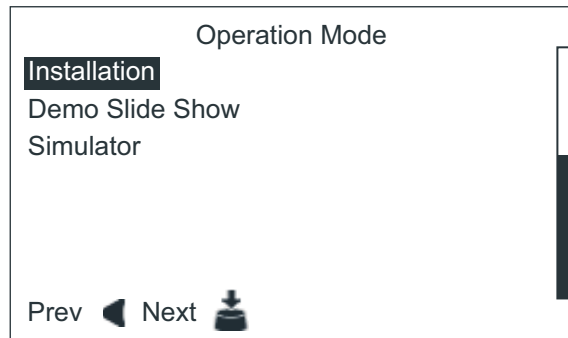 Operation Mode
Installation
Demo Slide Show
Simulator
Prev Next